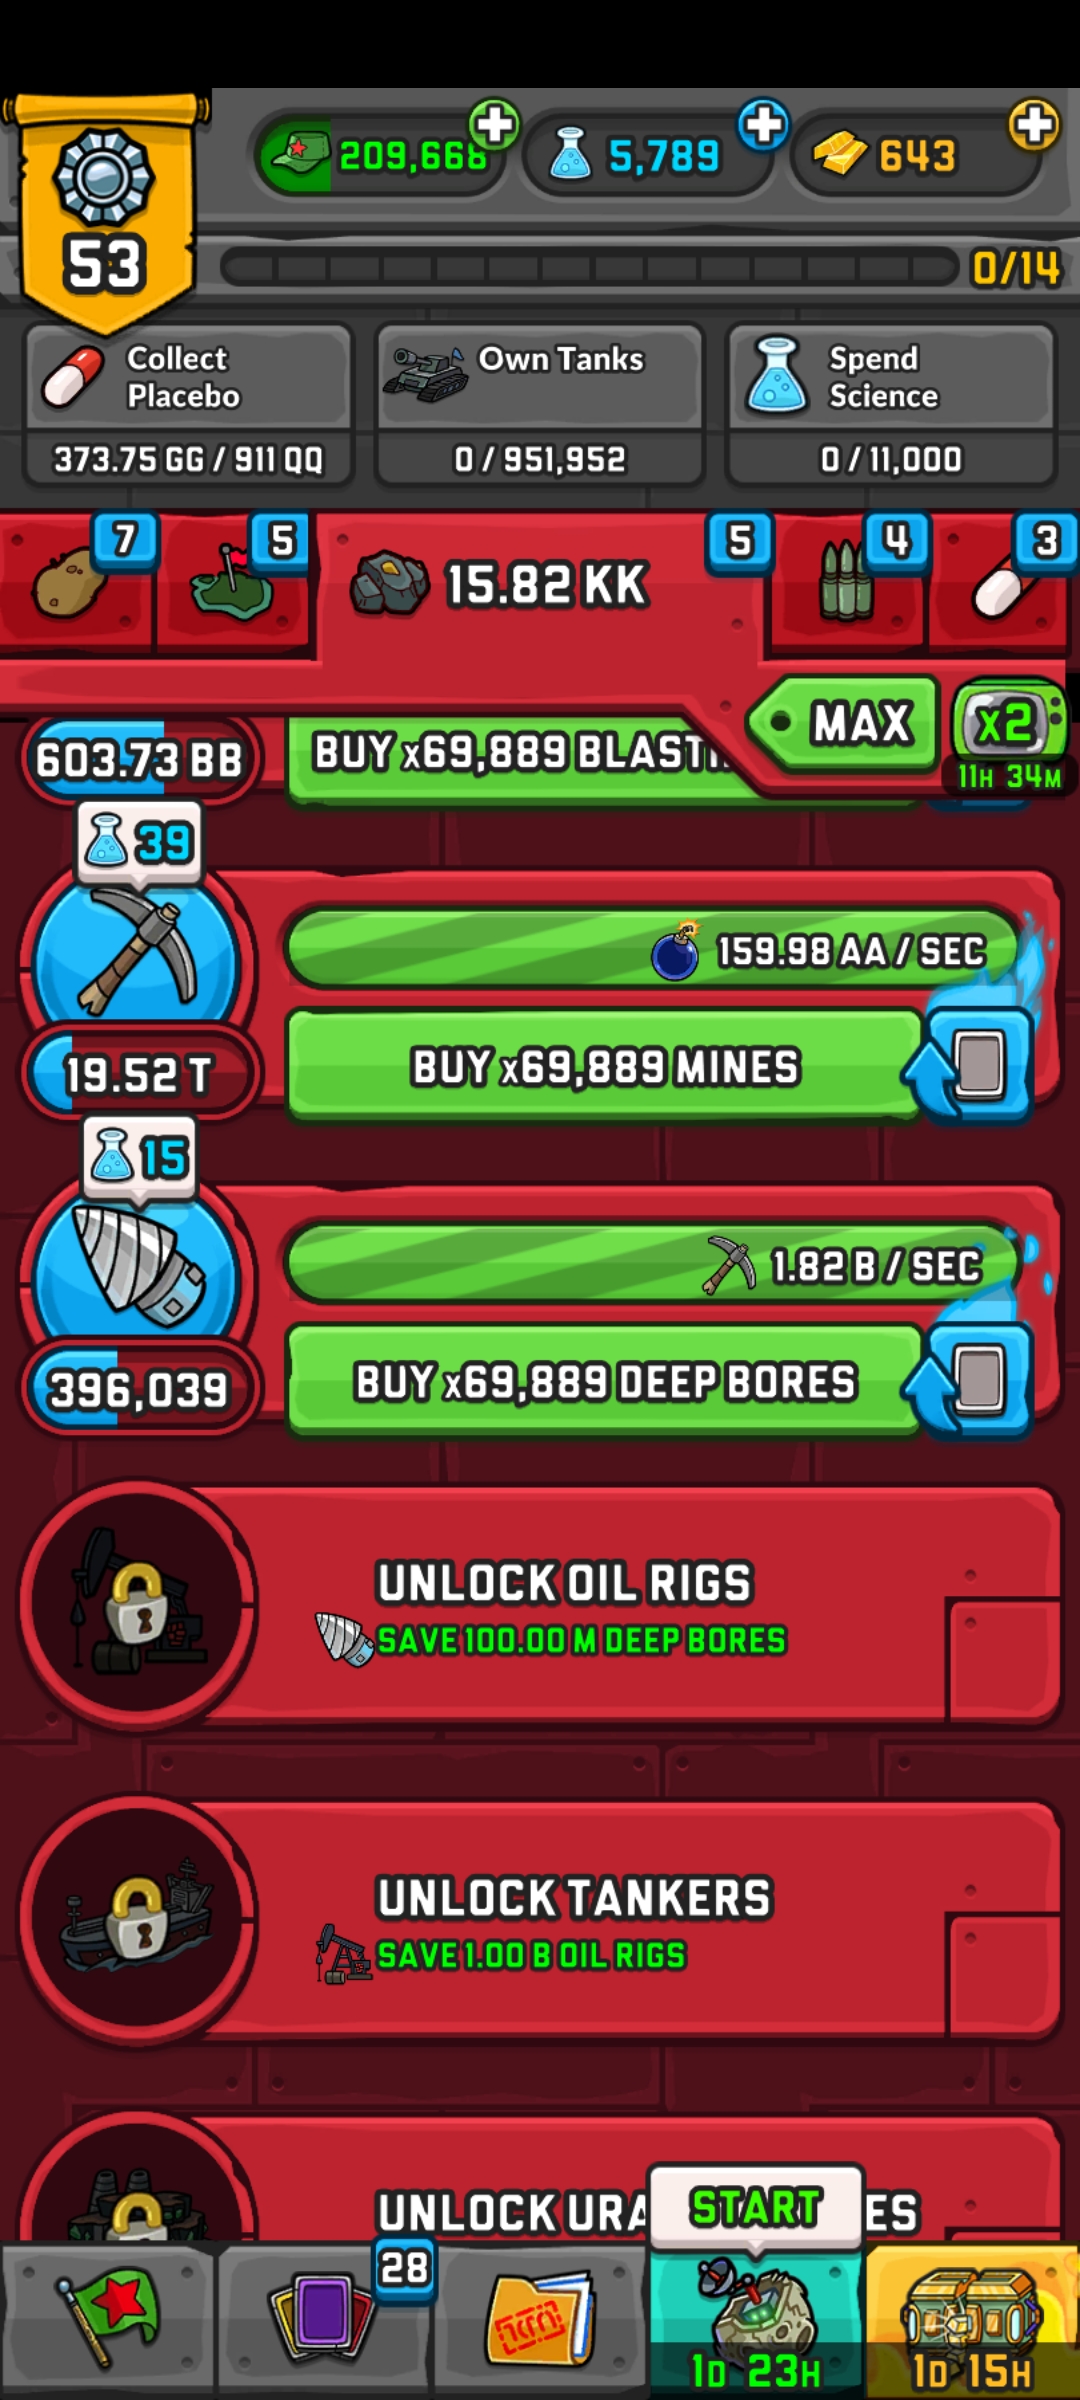 209,668
5,789
643
53
0/14
Collect
Placebo
Own Tanks
Spend
Science
373.75 GG / 911 QQ
0 / 951,952
0 / 11,000
7
5
15.82 KK
5
4
3
MAX
x2
11H 34M
603.73 BB
BUY x69,889
39
159.98 AA / SEC
19.52 T
BUY x69,889 MINES
15
1.82 B / SEC
396,039
BUY x69,889 DEEP BORES
UNLOCK OIL RIGS
SAVE 100.00 M DEEP BORES
UNLOCK TANKERS
SAVE 1.00 B OIL RIGS
UNLOCK
START
28
1D 23H
1D 15H